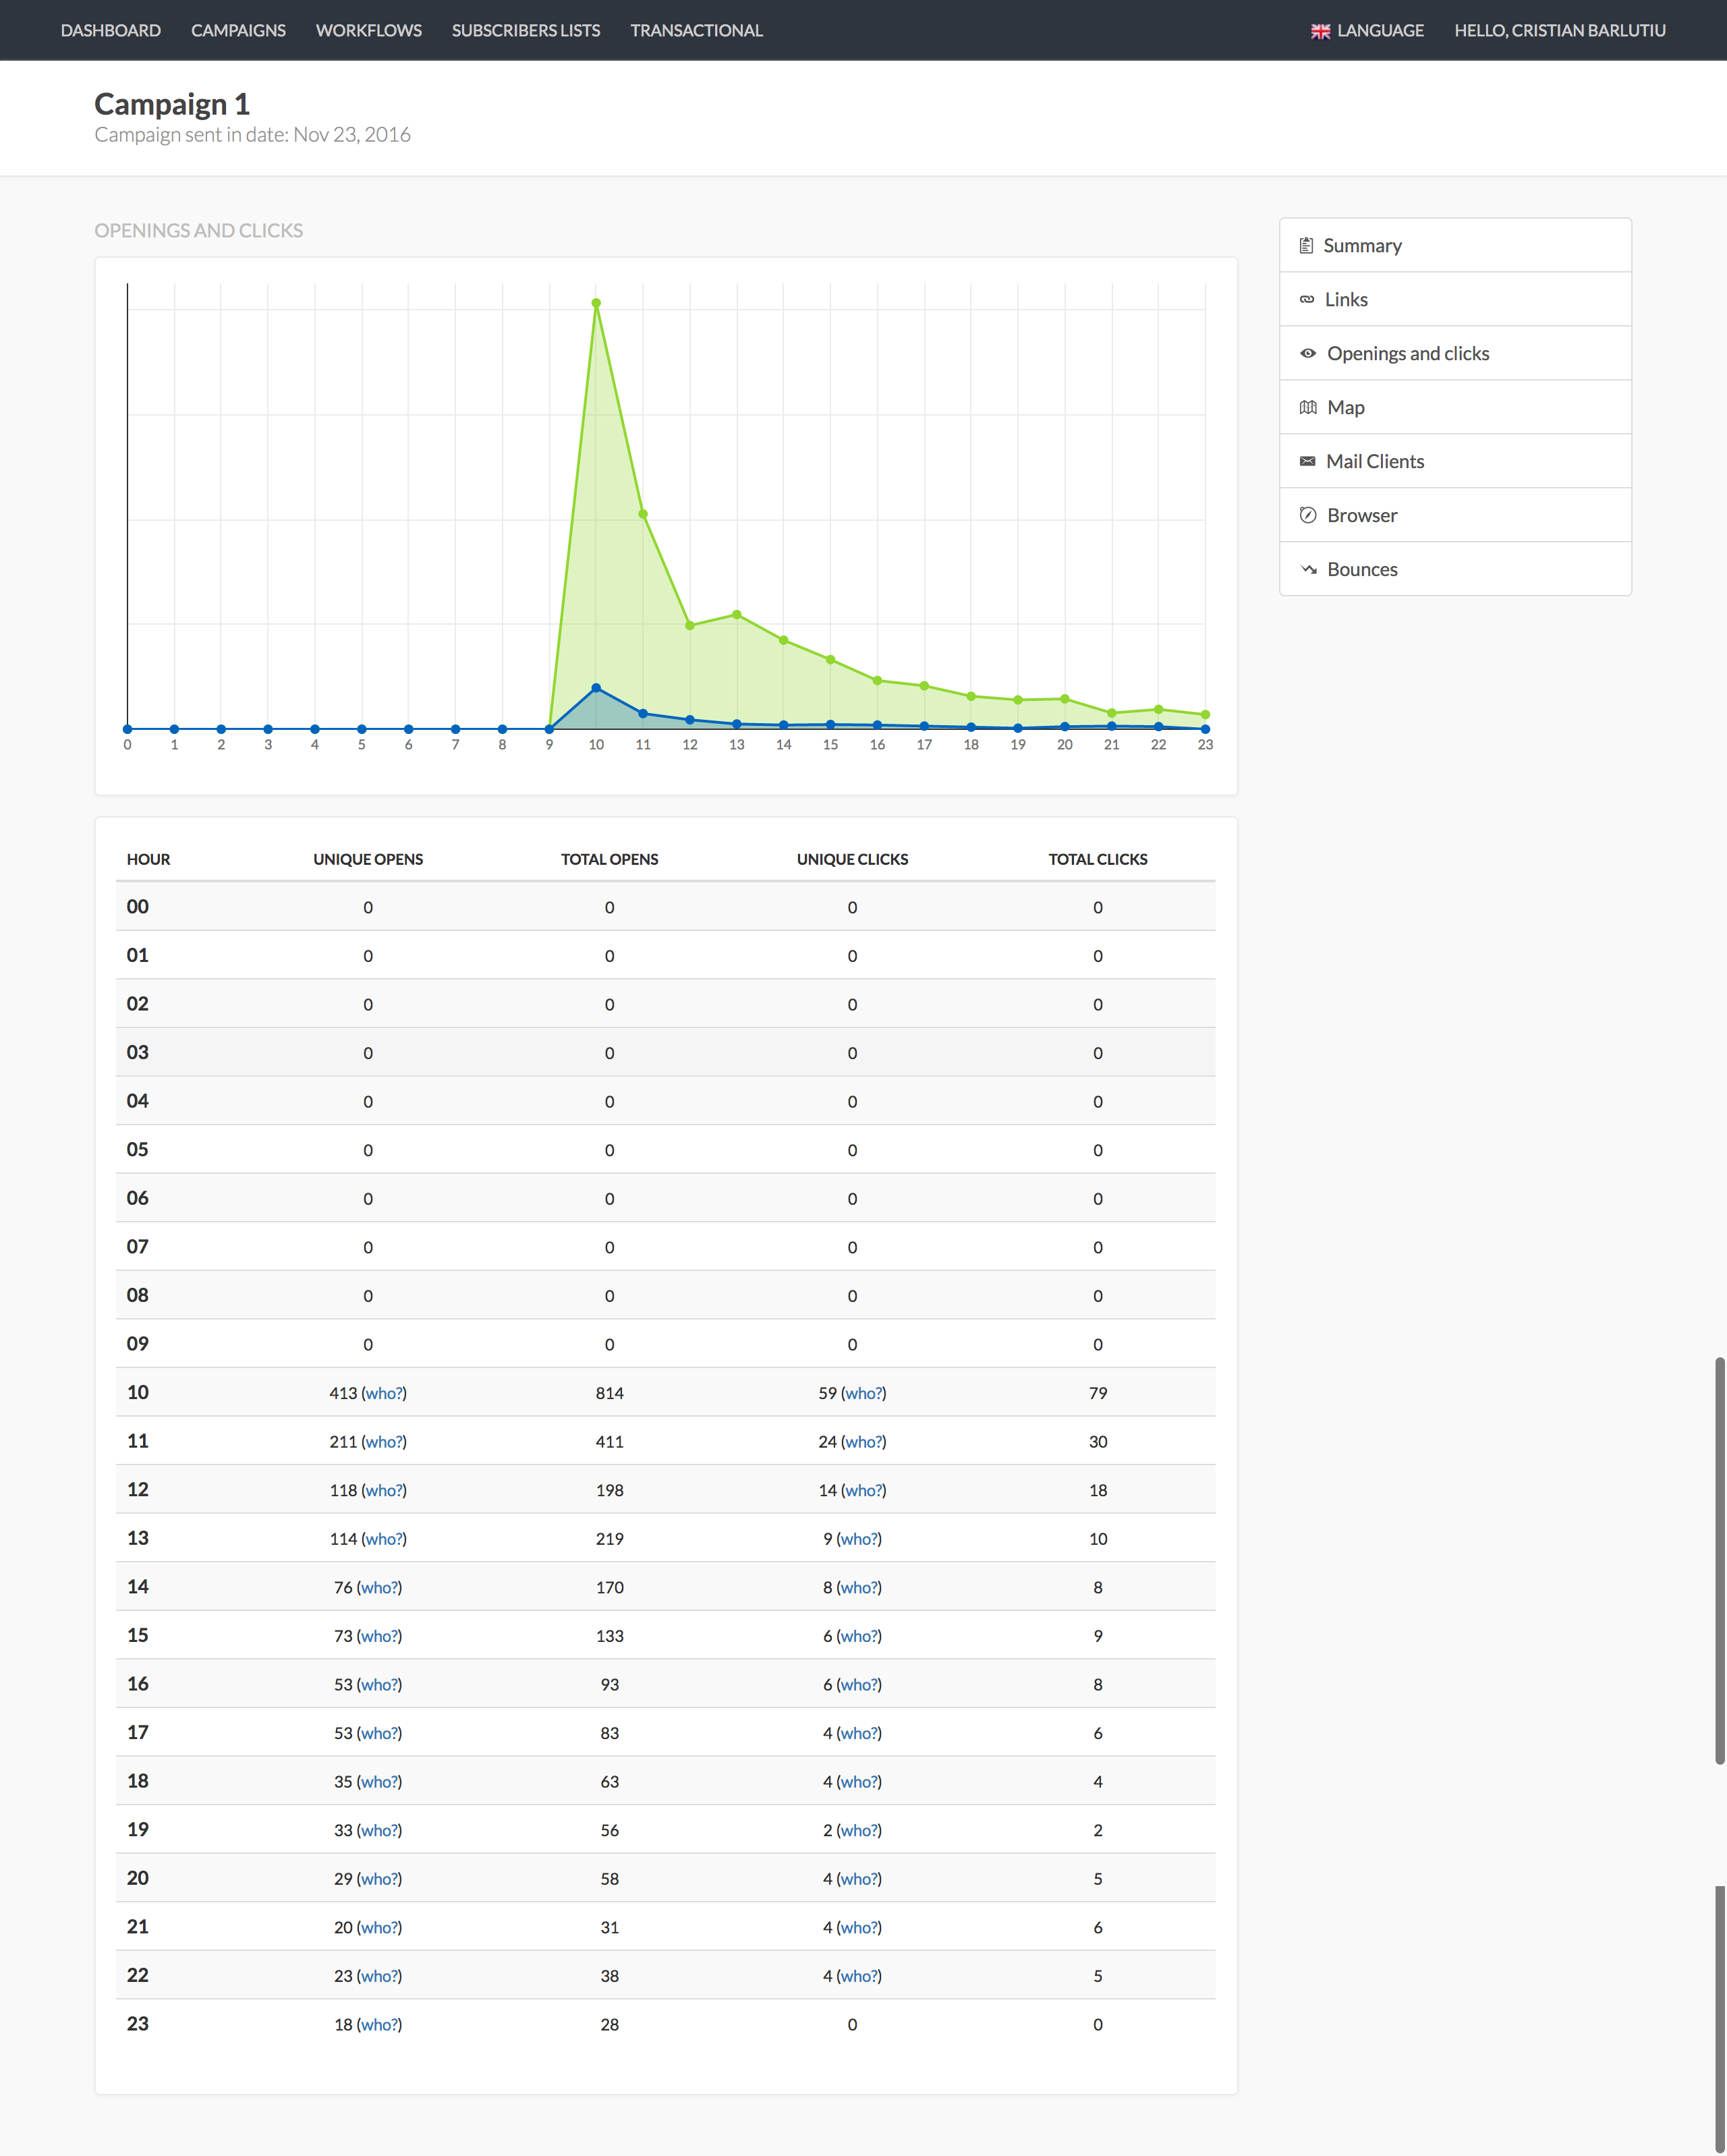 DASHBOARD CAMPAIGNS WORKFLOWS SUBSCRIBERS LISTS TRANSACTIONAL LANGUAGE HELLO, CRISTIAN BARLUTIU
Campaign 1
Campaign sent in date: Nov 23, 2016
OPENINGS AND CLICKS
0 1 2 3 4 5 6 7 8 9 10 11 12 13 14 15 16 17 18 19 20 21 22 23
Summary
Links
Openings and clicks
Map
Mail Clients
Browser
Bounces
HOUR UNIQUE OPENS TOTAL OPENS UNIQUE CLICKS TOTAL CLICKS
00 0 0 0 0
01 0 0 0 0
02 0 0 0 0
03 0 0 0 0
04 0 0 0 0
05 0 0 0 0
06 0 0 0 0
07 0 0 0 0
08 0 0 0 0
09 0 0 0 0
10 413 (who?) 814 59 (who?) 79
11 211 (who?) 411 24 (who?) 30
12 118 (who?) 198 14 (who?) 18
13 114 (who?) 219 9 (who?) 10
14 76 (who?) 170 8 (who?) 8
15 73 (who?) 133 6 (who?) 9
16 53 (who?) 93 6 (who?) 8
17 53 (who?) 83 4 (who?) 6
18 35 (who?) 63 4 (who?) 4
19 33 (who?) 56 2 (who?) 2
20 29 (who?) 58 4 (who?) 5
21 20 (who?) 31 4 (who?) 6
22 23 (who?) 38 4 (who?) 5
23 18 (who?) 28 0 0